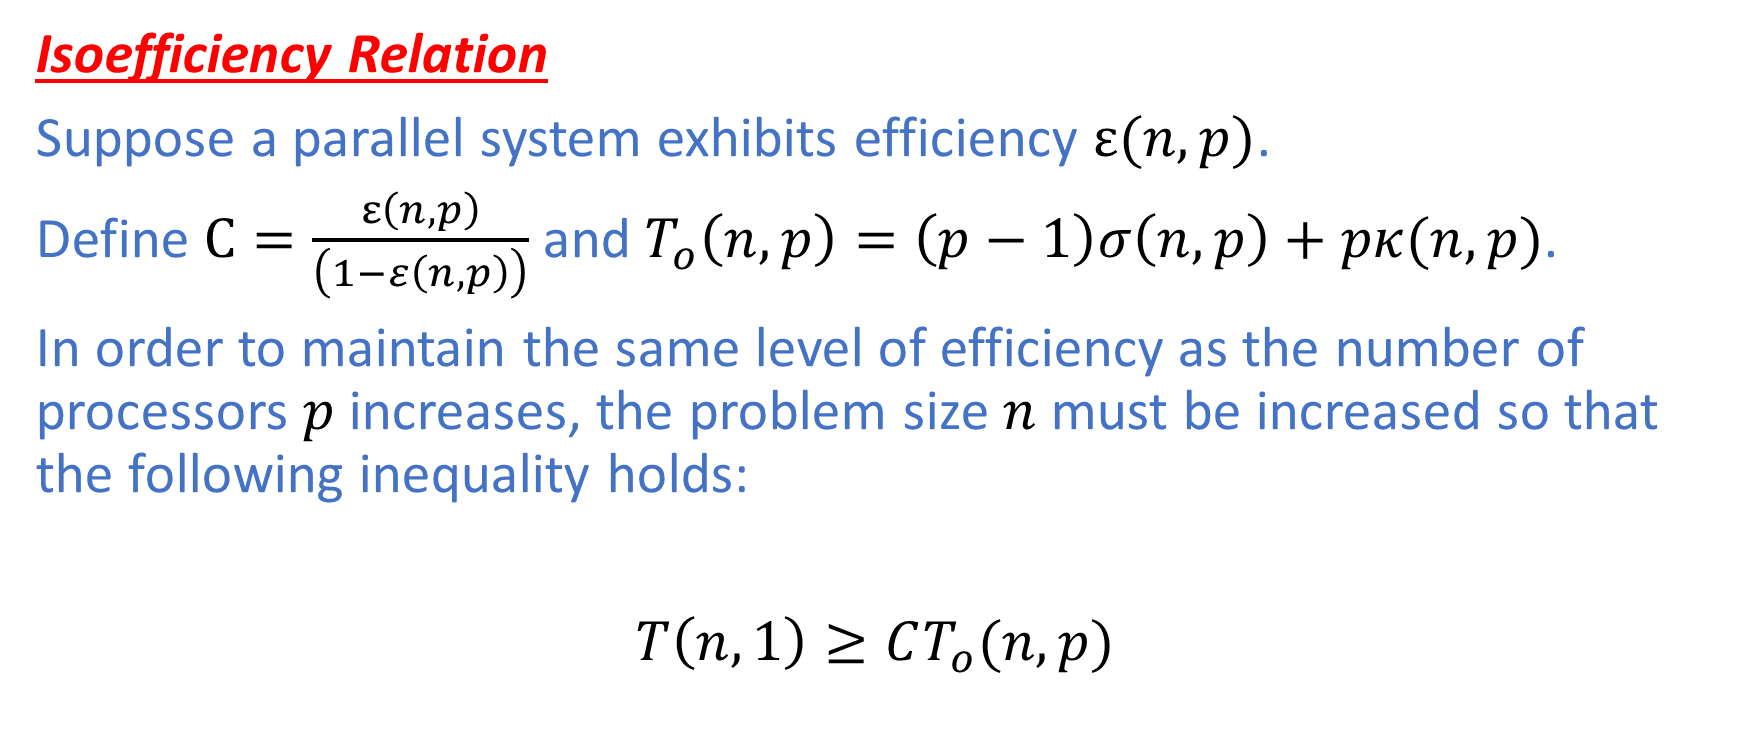 Isoefficiency Relation
Suppose a parallel system exhibits efficiency ε(n, p).
Define C = ε(n,p)/(1−ε(n,p)) and Tₒ(n, p) = (p − 1)σ(n, p) + pκ(n, p).
In order to maintain the same level of efficiency as the number of
processors p increases, the problem size n must be increased so that
the following inequality holds:
T(n, 1) ≥ CTₒ(n, p)